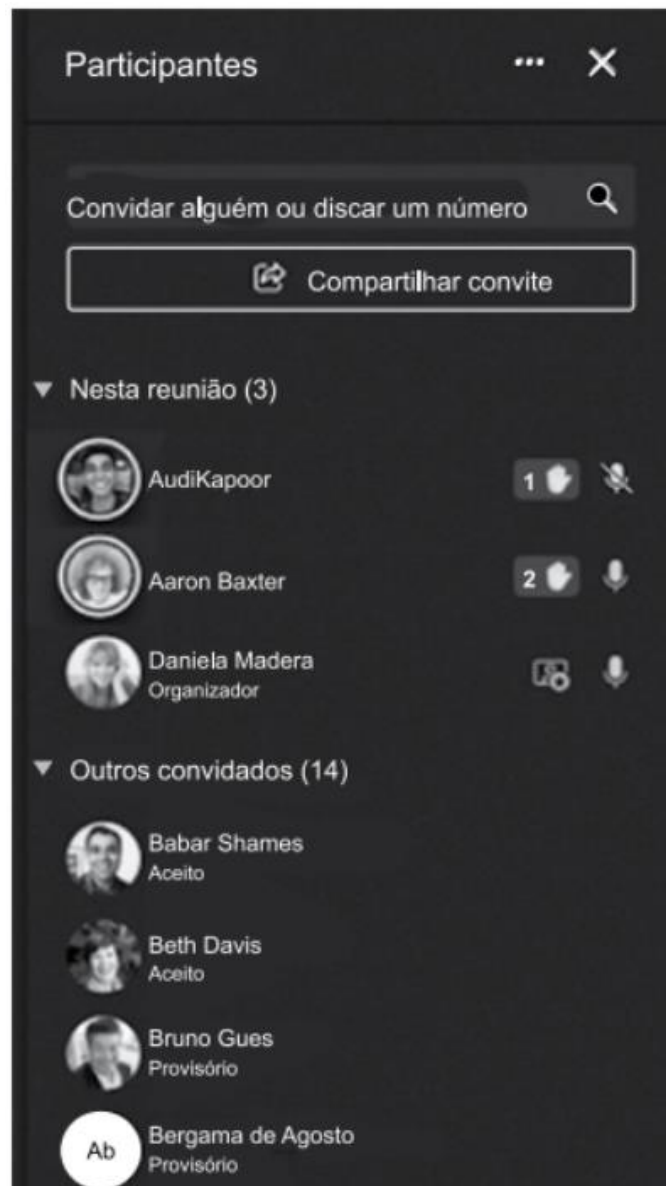 Participantes
Convidar alguém ou discar um número
Compartilhar convite
Nesta reunião (3)
AudiKapoor 1
Aaron Baxter 2
Daniela Madera
Organizador
Outros convidados (14)
Babar Shames
Aceito
Beth Davis
Aceito
Bruno Gues
Provisório
Ab
Bergama de Agosto
Provisório